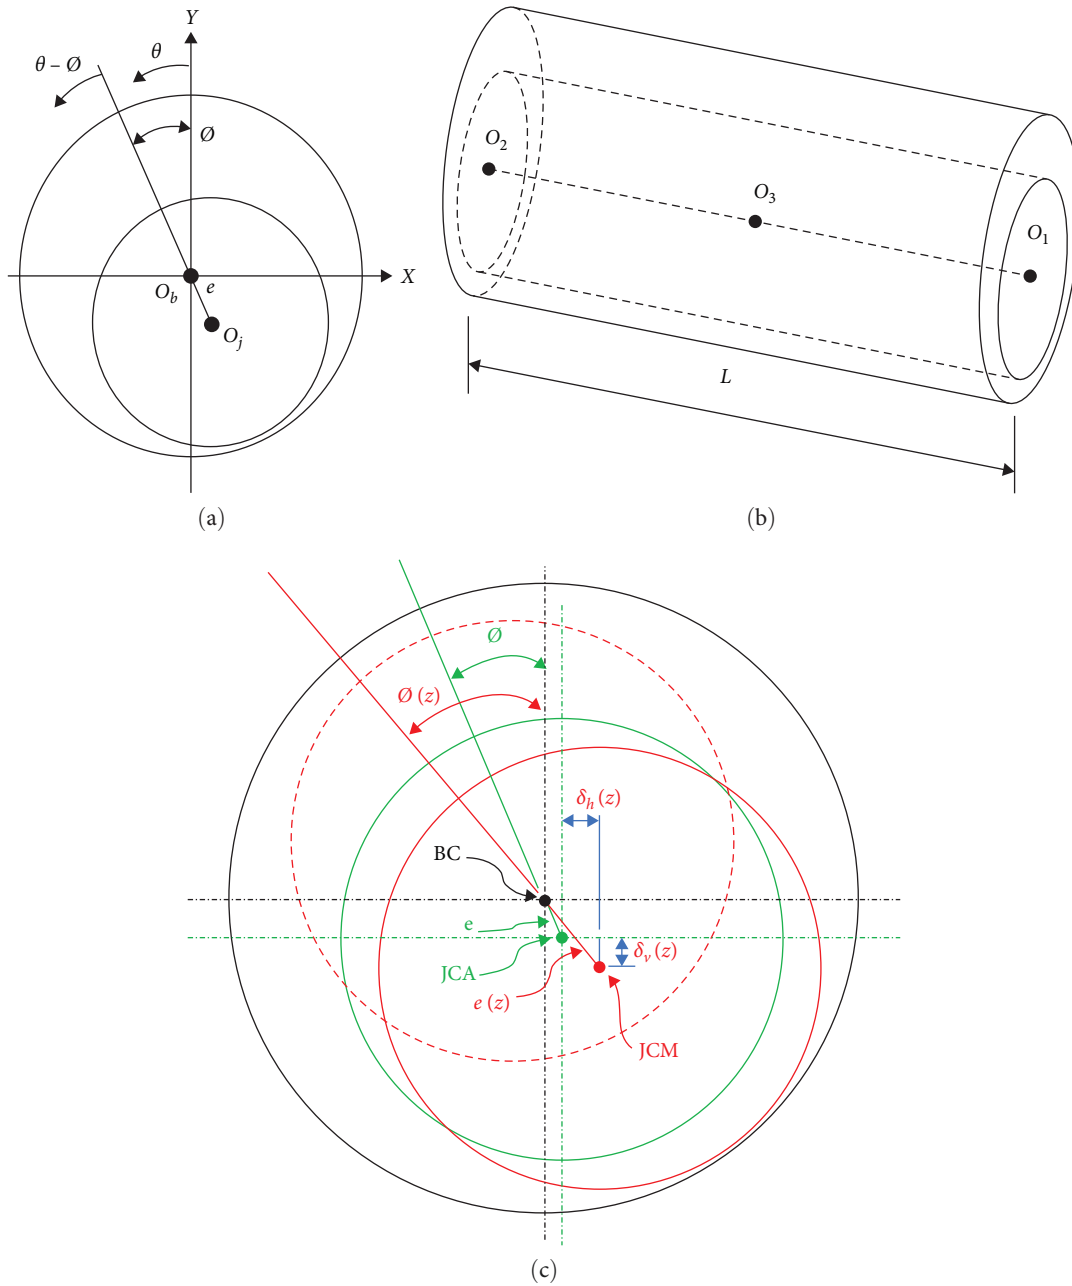 Y
θ
θ – Ø
Ø
X
O_b
e
O_j
(a)
O_2
O_3
O_1
L
(b)
Ø
Ø (z)
δ_h (z)
BC
e
δ_v (z)
JCA
e (z)
JCM
(c)